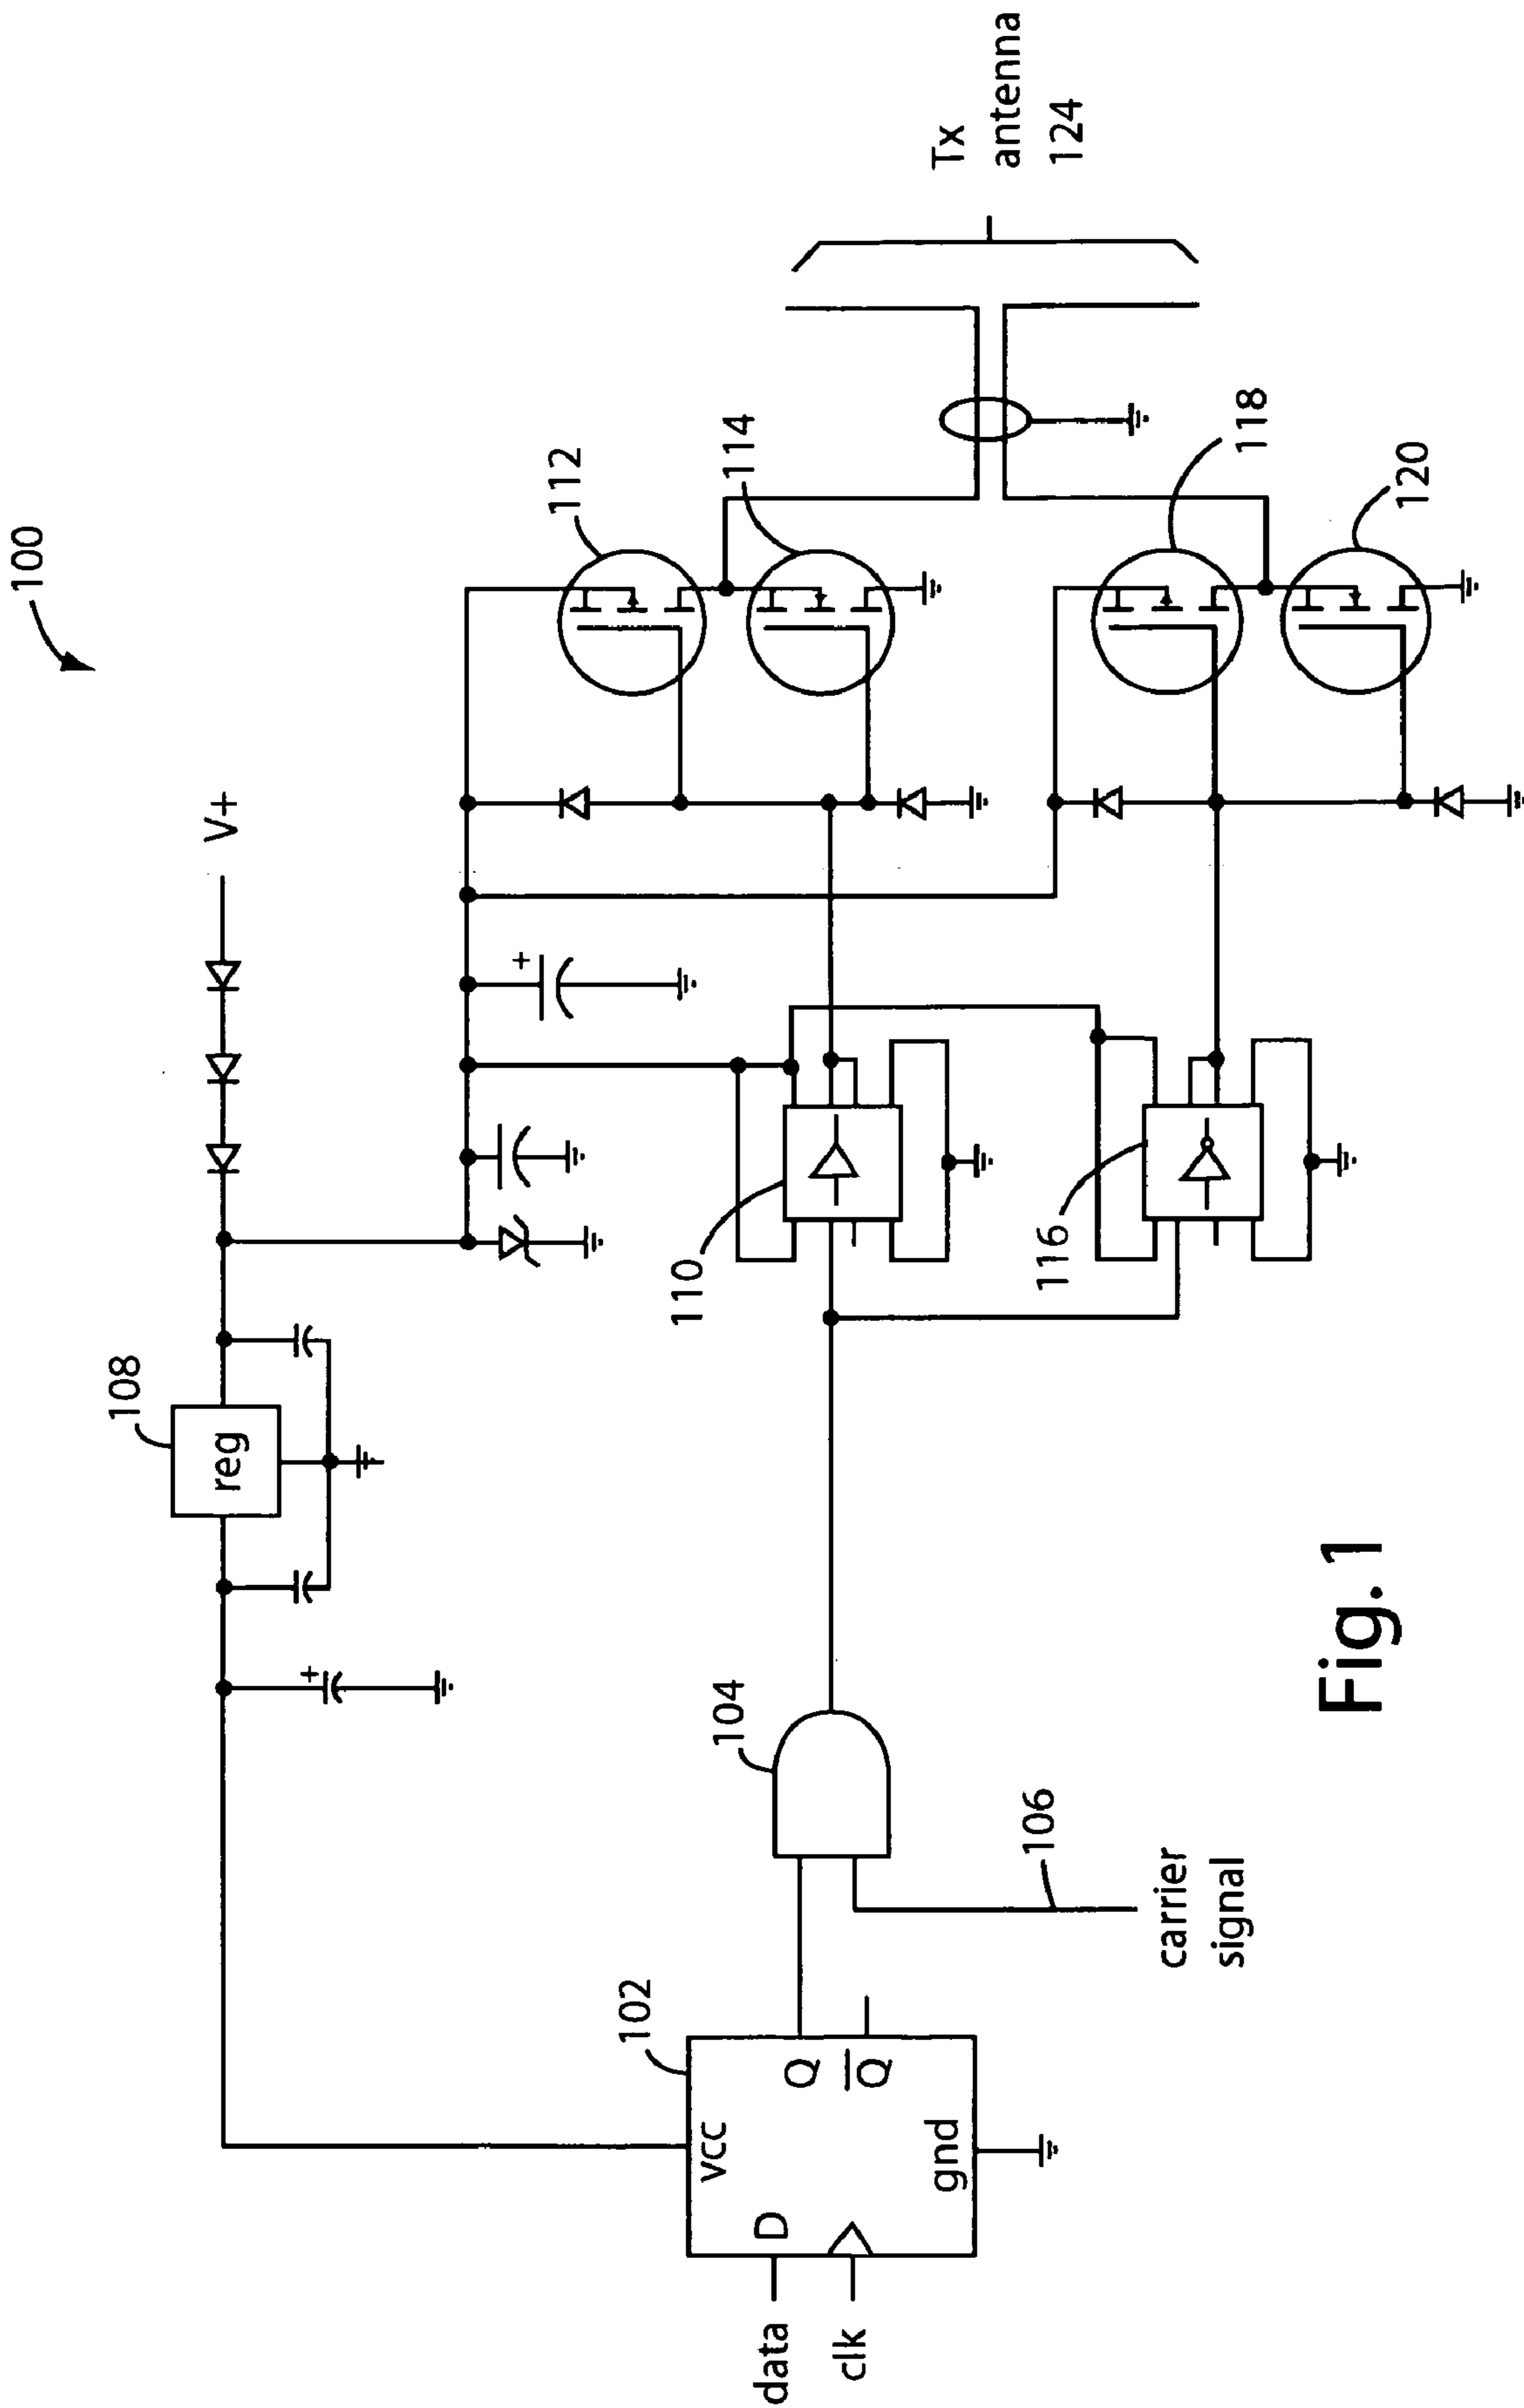 100
V+
108
reg
112
114
118
120
Tx
antenna
124
110
116
104
106
carrier
signal
102
vcc
D
Q
Q
gnd
data
clk
+
+
Fig. 1